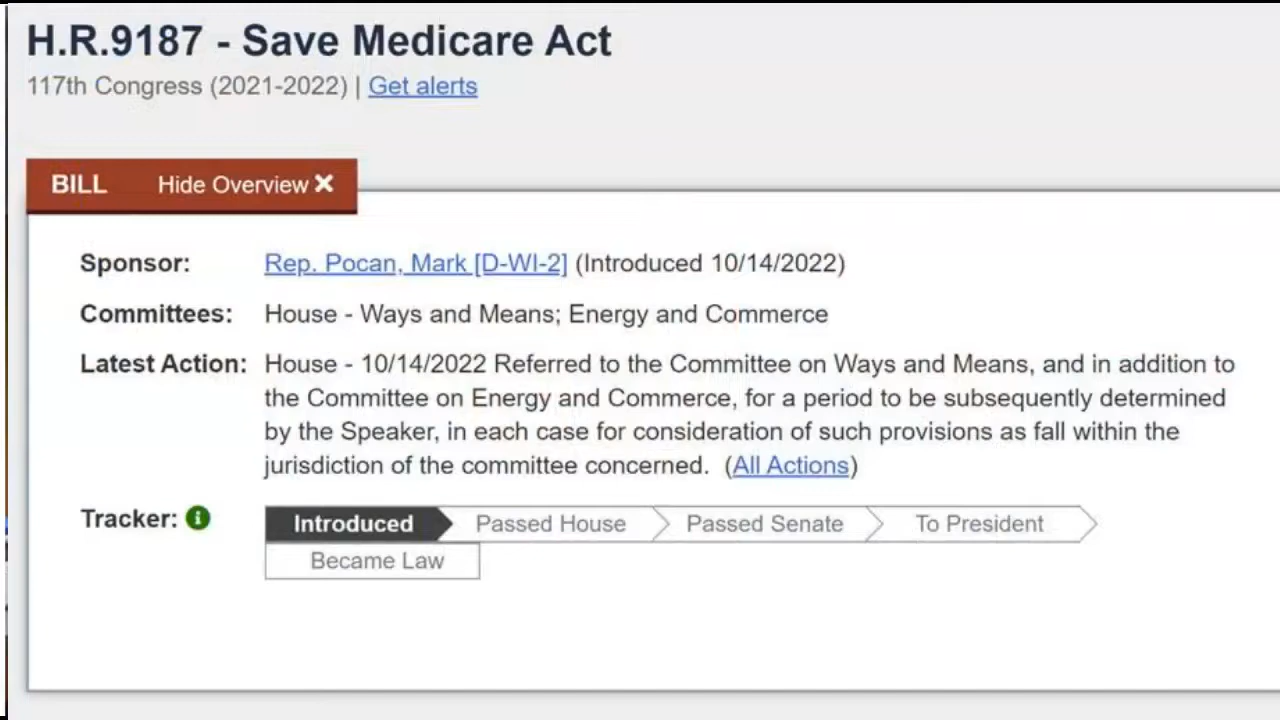 H.R.9187 - Save Medicare Act
117th Congress (2021-2022) | Get alerts
BILL Hide Overview ✕
Sponsor: Rep. Pocan, Mark [D-WI-2] (Introduced 10/14/2022)
Committees: House - Ways and Means; Energy and Commerce
Latest Action: House - 10/14/2022 Referred to the Committee on Ways and Means, and in addition to
the Committee on Energy and Commerce, for a period to be subsequently determined
by the Speaker, in each case for consideration of such provisions as fall within the
jurisdiction of the committee concerned. (All Actions)
Tracker: Introduced Passed House Passed Senate To President
Became Law